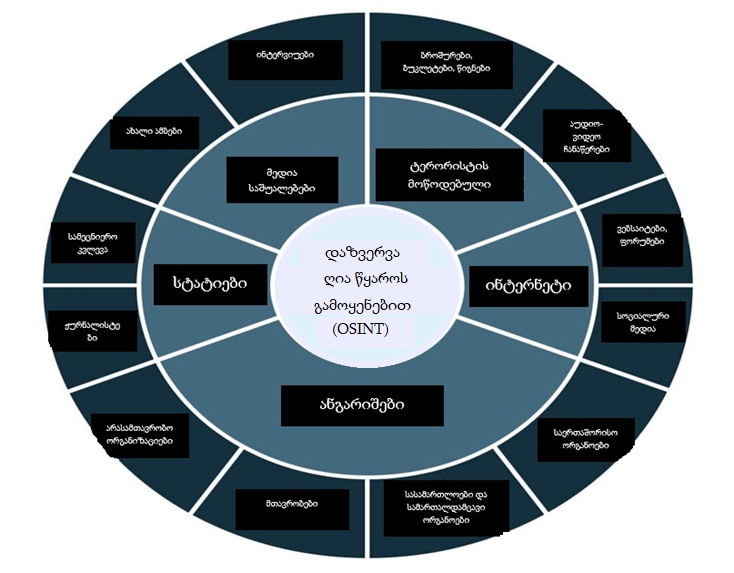 ინტერვიუები
ბროშურები,
ბუკლეტები, წიგნები
ახალი ამბები
აუდიო-
ვიდეო
ჩანაწერები
მედია
საშუალებები
ტერორისტის
მოწოდებული
სამეცნიერო
კვლევა
ვებსაიტები,
ფორუმები
სტატიები
დაზვერვა
ღია წყაროს
გამოყენებით
(OSINT)
ინტერნეტი
ჟურნალისტე
ბი
სოციალური
მედია
ანგარიშები
არასამთავრობო
ორგანიზაციები
საერთაშორისო
ორგანოები
მთავრობები
სასამართლოები და
სამართალდამცავი
ორგანოები